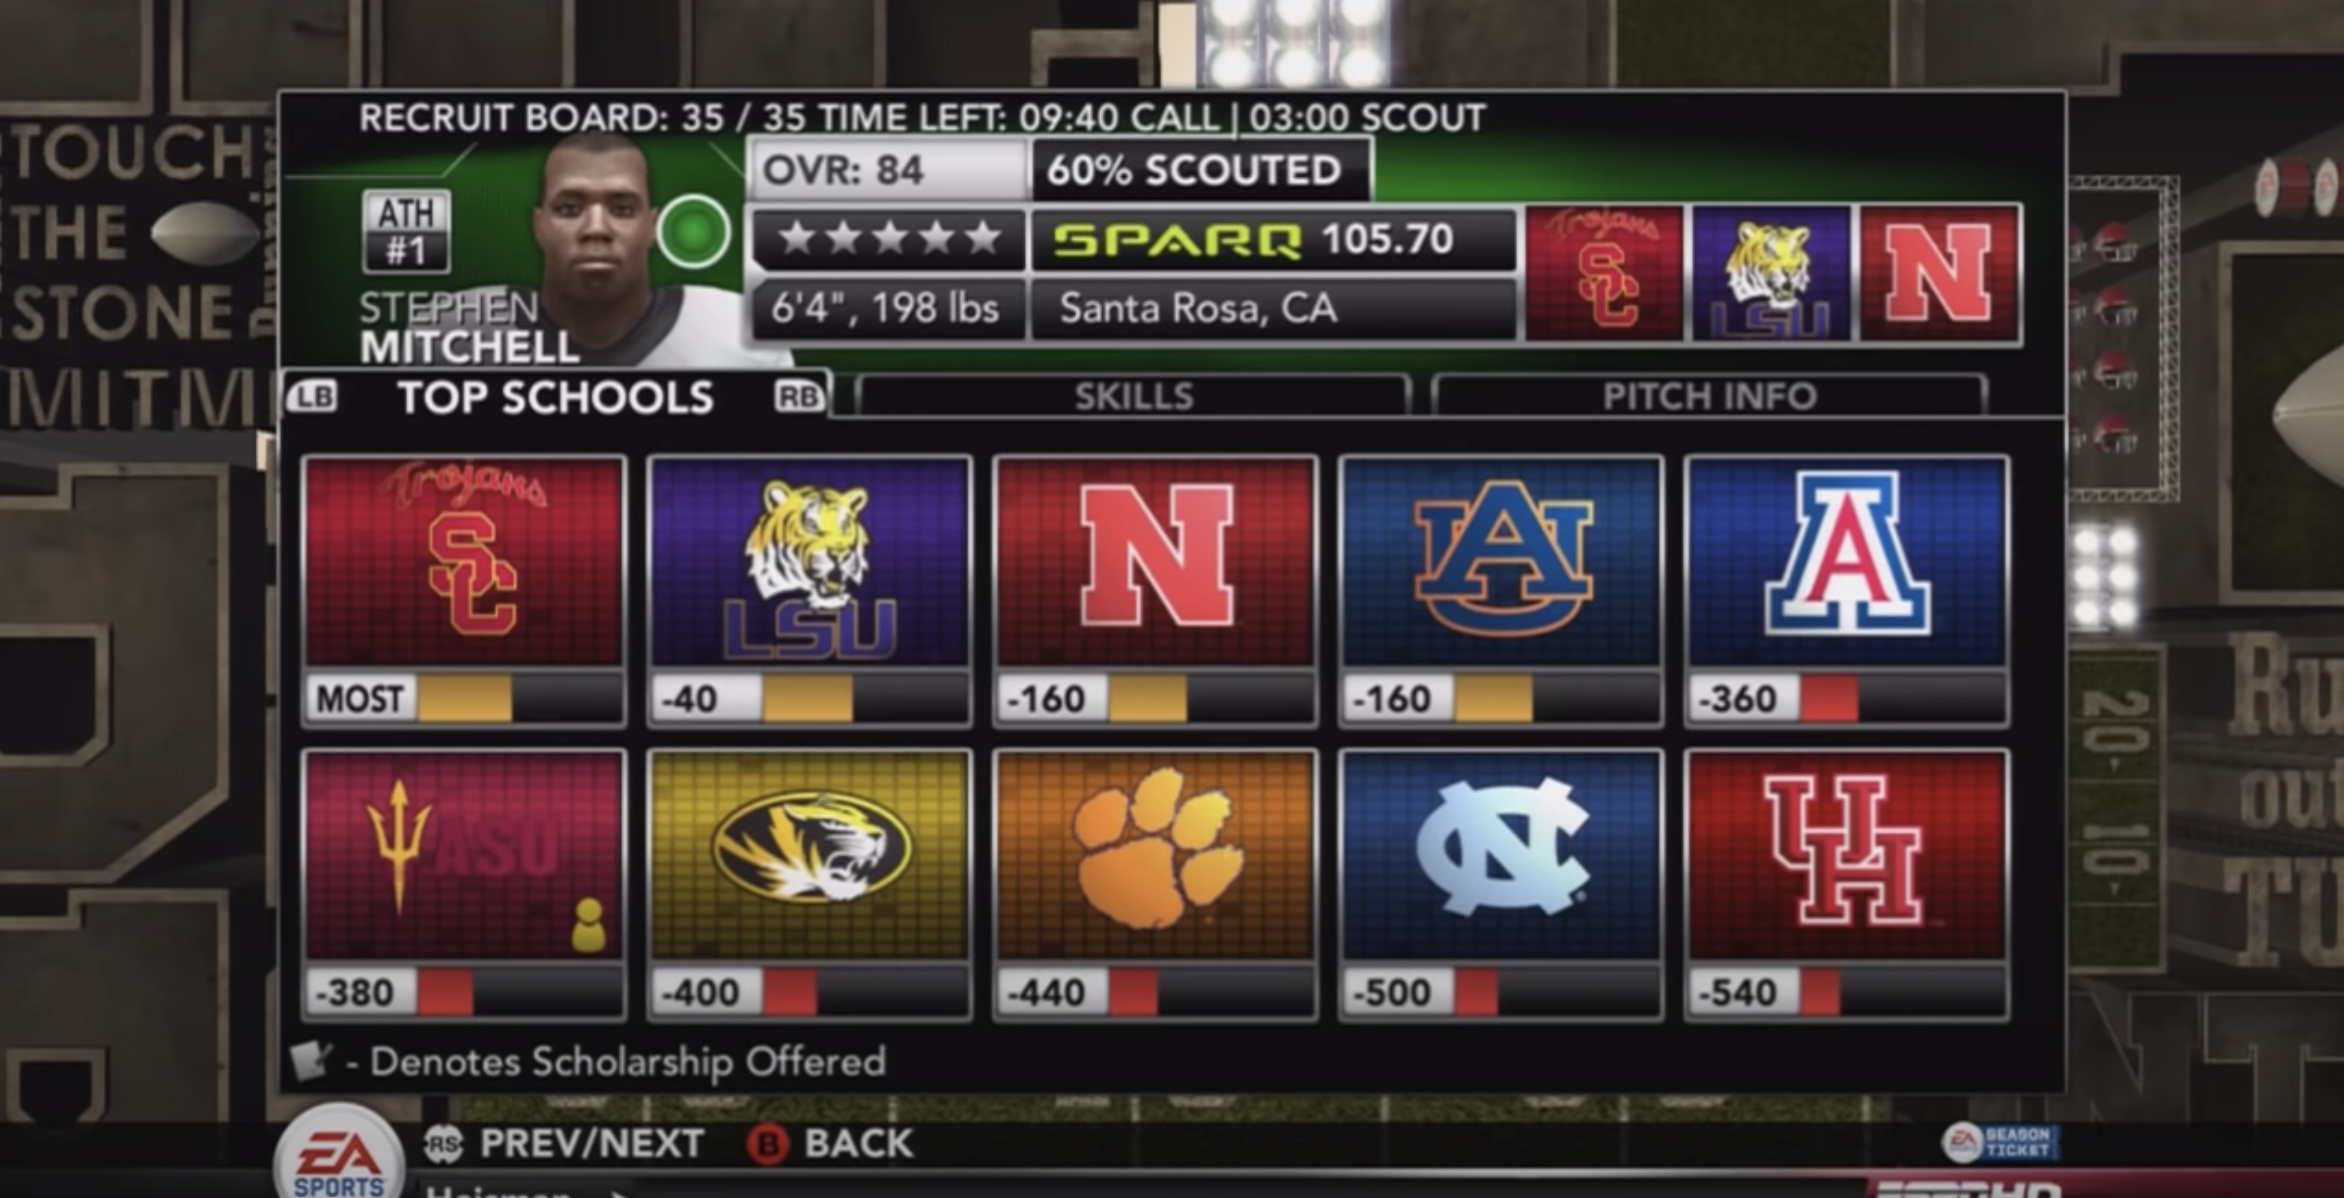 RECRUIT BOARD: 35 / 35 TIME LEFT: 09:40 CALL | 03:00 SCOUT
TOUCH
THE
STONE
OVR: 84
60% SCOUTED
ATH
#1
SPARQ 105.70
Trojans
SC
LSU
N
STEPHEN
MITCHELL
6'4", 198 lbs
Santa Rosa, CA
LB
TOP SCHOOLS
RB
SKILLS
PITCH INFO
Trojans
SC
LSU
N
AU
A
MOST
-40
-160
-160
-360
20
10
ASU
NC
UH
-380
-400
-440
-500
-540
- Denotes Scholarship Offered
RS PREV/NEXT
B BACK
EA
SPORTS
EA SEASON
TICKET